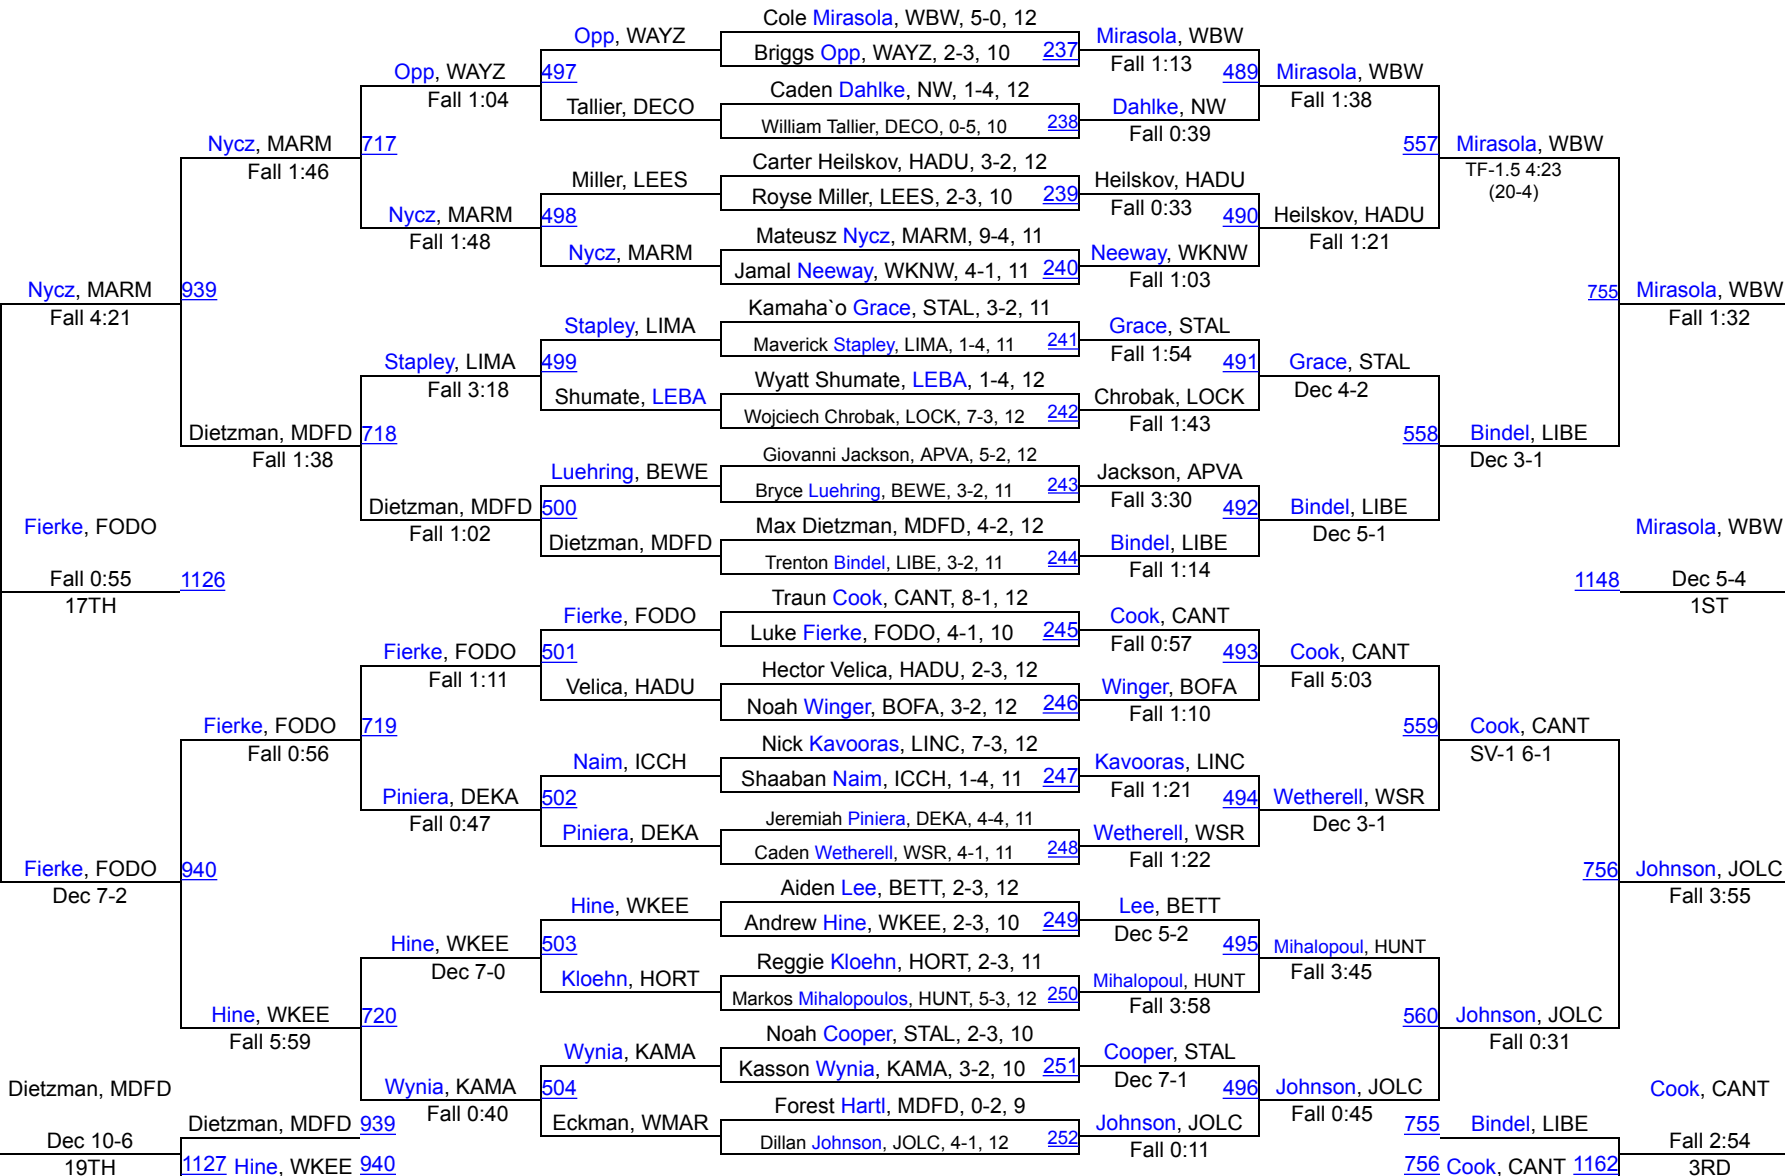 Cole Mirasola, WBW, 5-0, 12
Opp, WAYZ
Mirasola, WBW
Briggs Opp, WAYZ, 2-3, 10 237
Opp, WAYZ 497
Fall 1:13 489 Mirasola, WBW
Caden Dahlke, NW, 1-4, 12
Fall 1:04
Tallier, DECO
Dahlke, NW
Fall 1:38
William Tallier, DECO, 0-5, 10 238
Fall 0:39
Nycz, MARM 717
557 Mirasola, WBW
Carter Heilskov, HADU, 3-2, 12
Fall 1:46
TF-1.5 4:23
(20-4)
Miller, LEES
Heilskov, HADU
Royse Miller, LEES, 2-3, 10 239
Fall 0:33
Nycz, MARM 498
490 Heilskov, HADU
Mateusz Nycz, MARM, 9-4, 11
Fall 1:48
Fall 1:21
Nycz, MARM
Neeway, WKNW
Jamal Neeway, WKNW, 4-1, 11 240
Fall 1:03
Nycz, MARM 939
755 Mirasola, WBW
Kamaha`o Grace, STAL, 3-2, 11
Fall 4:21
Fall 1:32
Stapley, LIMA
Grace, STAL
Maverick Stapley, LIMA, 1-4, 11 241
Fall 1:54
Stapley, LIMA 499
491 Grace, STAL
Wyatt Shumate, LEBA, 1-4, 12
Fall 3:18
Dec 4-2
Shumate, LEBA
Chrobak, LOCK
Wojciech Chrobak, LOCK, 7-3, 12 242
Fall 1:43
Dietzman, MDFD 718
558 Bindel, LIBE
Giovanni Jackson, APVA, 5-2, 12
Fall 1:38
Dec 3-1
Luehring, BEWE
Jackson, APVA
Bryce Luehring, BEWE, 3-2, 11 243
Fall 3:30
Dietzman, MDFD 500
492 Bindel, LIBE
Fierke, FODO
Max Dietzman, MDFD, 4-2, 12
Mirasola, WBW
Fall 1:02
Dec 5-1
Dietzman, MDFD
Bindel, LIBE
Trenton Bindel, LIBE, 3-2, 11 244
Fall 1:14
Fall 0:55 1126
1148 Dec 5-4
17TH
1ST
Traun Cook, CANT, 8-1, 12
Fierke, FODO
Cook, CANT
Luke Fierke, FODO, 4-1, 10 245
Fall 0:57
Fierke, FODO 501
493 Cook, CANT
Hector Velica, HADU, 2-3, 12
Fall 1:11
Fall 5:03
Velica, HADU
Winger, BOFA
Noah Winger, BOFA, 3-2, 12 246
Fall 1:10
Fierke, FODO 719
559 Cook, CANT
Nick Kavooras, LINC, 7-3, 12
Fall 0:56
SV-1 6-1
Naim, ICCH
Kavooras, LINC
Shaaban Naim, ICCH, 1-4, 11 247
Fall 1:21
Piniera, DEKA 502
494 Wetherell, WSR
Jeremiah Piniera, DEKA, 4-4, 11
Fall 0:47
Dec 3-1
Piniera, DEKA
Wetherell, WSR
Caden Wetherell, WSR, 4-1, 11 248
Fall 1:22
Fierke, FODO 940
756 Johnson, JOLC
Aiden Lee, BETT, 2-3, 12
Dec 7-2
Fall 3:55
Hine, WKEE
Lee, BETT
Andrew Hine, WKEE, 2-3, 10 249
Dec 5-2
Hine, WKEE 503
495 Mihalopoul, HUNT
Reggie Kloehn, HORT, 2-3, 11
Dec 7-0
Fall 3:45
Kloehn, HORT
Mihalopoul, HUNT
Markos Mihalopoulos, HUNT, 5-3, 12 250
Fall 3:58
Hine, WKEE 720
560 Johnson, JOLC
Noah Cooper, STAL, 2-3, 10
Fall 5:59
Fall 0:31
Wynia, KAMA
Cooper, STAL
Kasson Wynia, KAMA, 3-2, 10 251
Dec 7-1
Dietzman, MDFD
Wynia, KAMA 504
496 Johnson, JOLC
Cook, CANT
Forest Hartl, MDFD, 0-2, 9
Fall 0:40
Fall 0:45
Dietzman, MDFD 939
Eckman, WMAR
Johnson, JOLC
755 Bindel, LIBE
Dillan Johnson, JOLC, 4-1, 12 252
Fall 0:11
Dec 10-6
Fall 2:54
19TH
1127 Hine, WKEE 940
756 Cook, CANT 1162
3RD